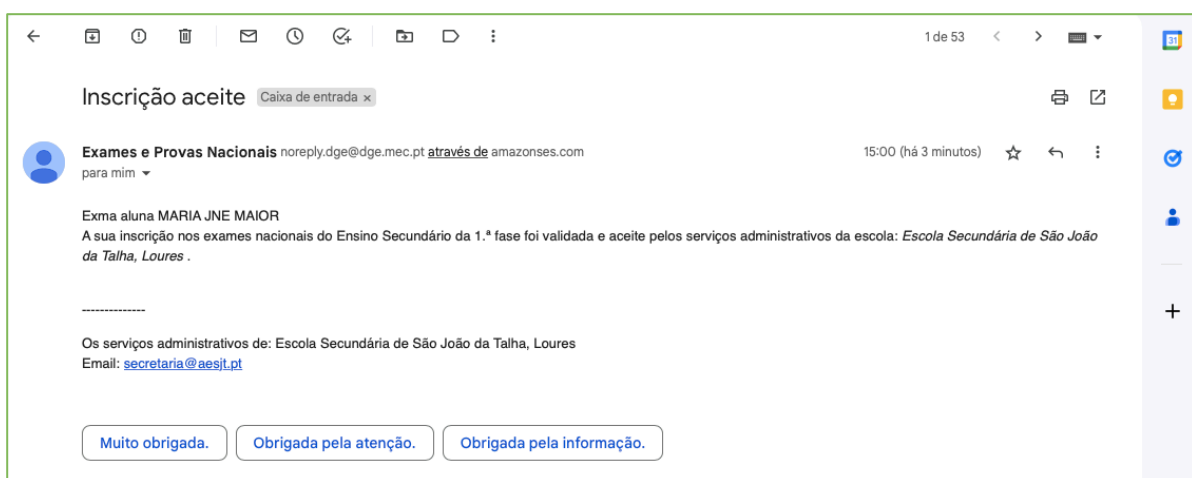 1 de 53
31
Inscrição aceite Caixa de entrada x
Exames e Provas Nacionais noreply.dge@dge.mec.pt através de amazonses.com 15:00 (há 3 minutos)
para mim
Exma aluna MARIA JNE MAIOR
A sua inscrição nos exames nacionais do Ensino Secundário da 1.ª fase foi validada e aceite pelos serviços administrativos da escola: Escola Secundária de São João
da Talha, Loures .
--------------
Os serviços administrativos de: Escola Secundária de São João da Talha, Loures
Email: secretaria@aesjt.pt
Muito obrigada. Obrigada pela atenção. Obrigada pela informação.